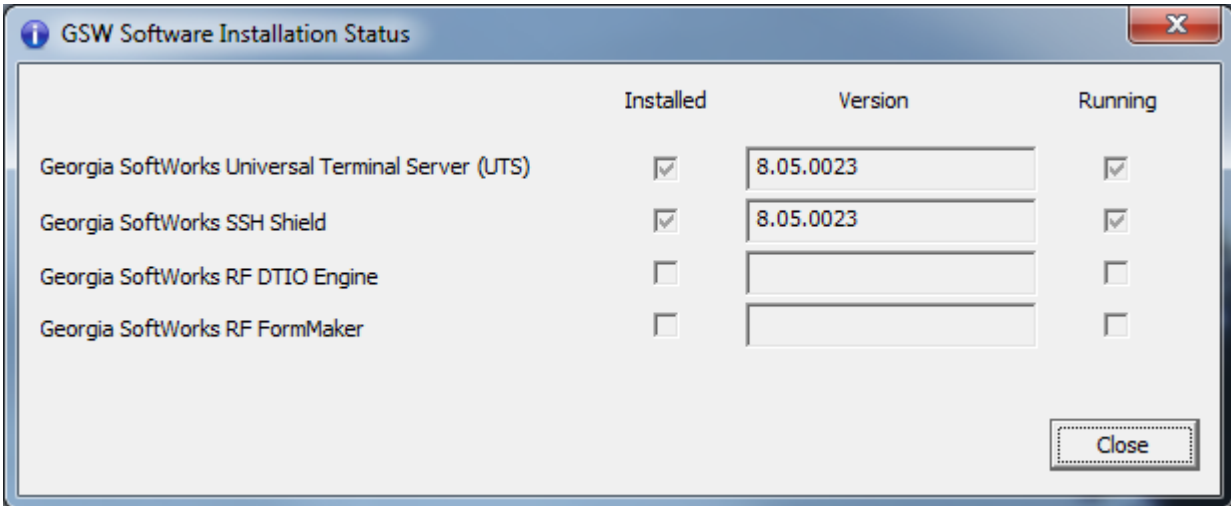 GSW Software Installation Status
Installed Version Running
Georgia SoftWorks Universal Terminal Server (UTS) 8.05.0023
Georgia SoftWorks SSH Shield 8.05.0023
Georgia SoftWorks RF DTIO Engine
Georgia SoftWorks RF FormMaker
Close